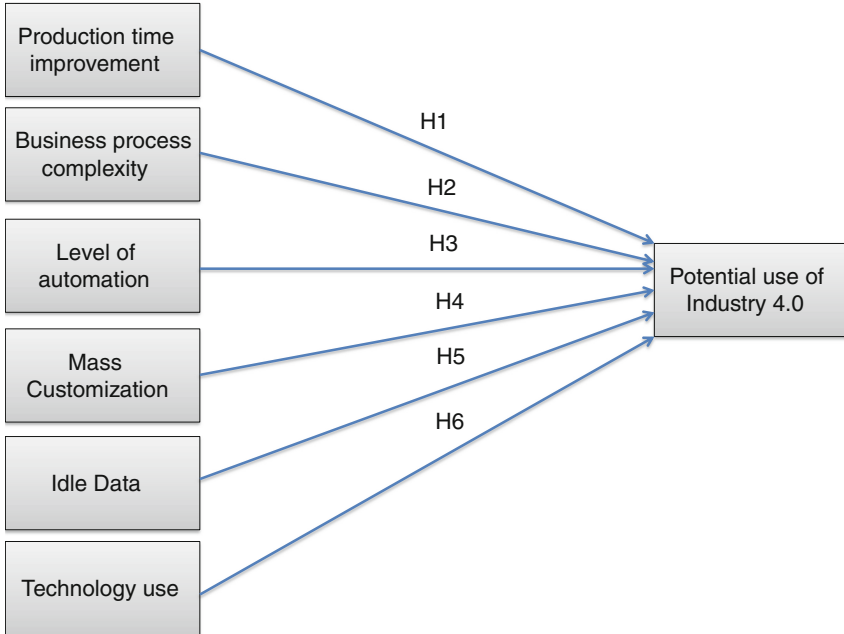 Production time
improvement
H1
Business process
complexity
H2
Level of
automation
H3
Potential use of
Industry 4.0
Mass
Customization
H4
H5
Idle Data
H6
Technology use